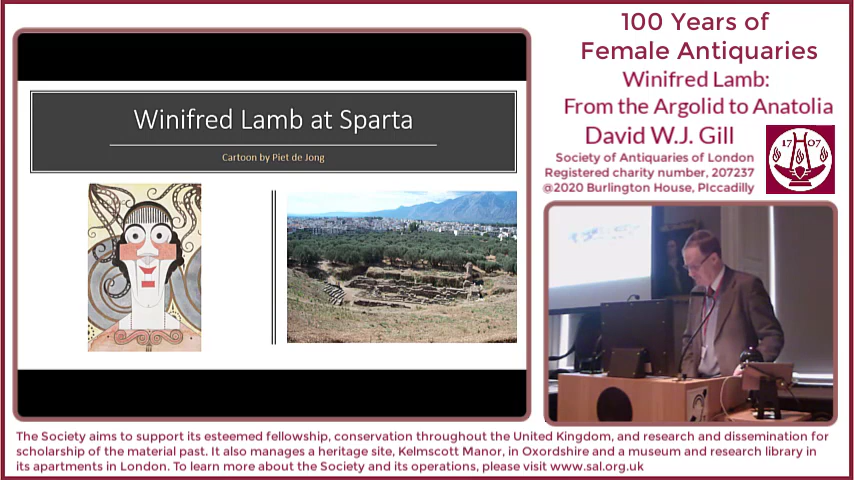 Winifred Lamb at Sparta
Cartoon by Piet de Jong
100 Years of
Female Antiquaries
Winifred Lamb:
From the Argolid to Anatolia
David W.J. Gill
Society of Antiquaries of London
Registered charity number, 207237
@2020 Burlington House, PIccadilly
17 07
The Society aims to support its esteemed fellowship, conservation throughout the United Kingdom, and research and dissemination for
scholarship of the material past. It also manages a heritage site, Kelmscott Manor, in Oxordshire and a museum and research library in
its apartments in London. To learn more about the Society and its operations, please visit www.sal.org.uk